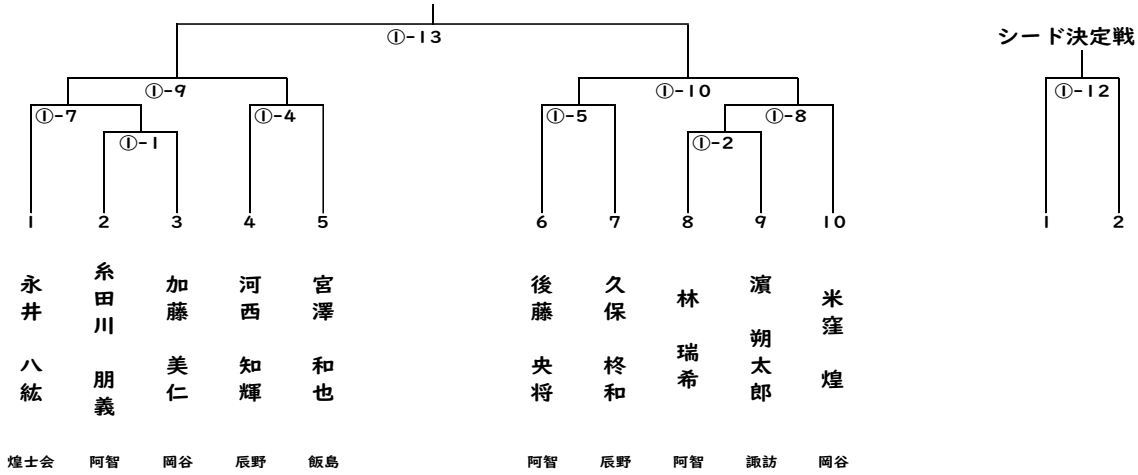 ①-13
シード決定戦
①-9
①-10
①-12
①-7
①-4
①-5
①-8
①-1
①-2
1 2 3 4 5 6 7 8 9 10 1 2
永井 八紘
糸田川 朋義
加藤 美仁
河西 知輝
宮澤 和也
後藤 央将
久保 柊和
林 瑞希
濵 朔太郎
米窪 煌
煌士会 阿智 岡谷 辰野 飯島 阿智 辰野 阿智 諏訪 岡谷